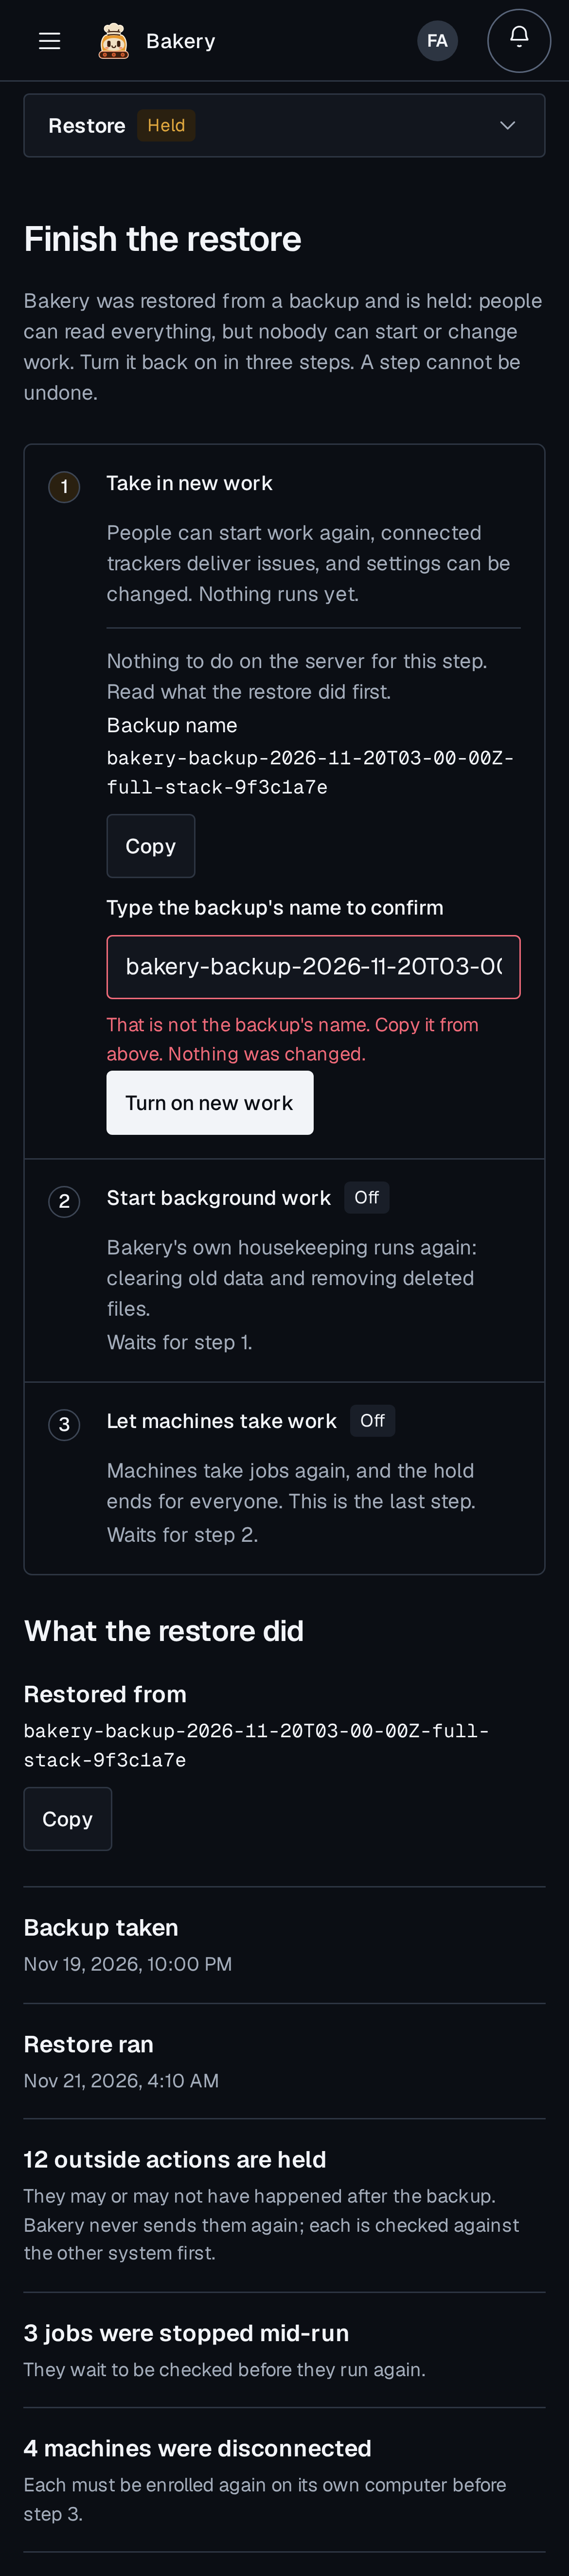 Bakery
FA
Restore Held
Finish the restore
Bakery was restored from a backup and is held: people
can read everything, but nobody can start or change
work. Turn it back on in three steps. A step cannot be
undone.
1 Take in new work
People can start work again, connected
trackers deliver issues, and settings can be
changed. Nothing runs yet.
Nothing to do on the server for this step.
Read what the restore did first.
Backup name
bakery-backup-2026-11-20T03-00-00Z-
full-stack-9f3c1a7e
Copy
Type the backup's name to confirm
bakery-backup-2026-11-20T03-00
That is not the backup's name. Copy it from
above. Nothing was changed.
Turn on new work
2 Start background work Off
Bakery's own housekeeping runs again:
clearing old data and removing deleted
files.
Waits for step 1.
3 Let machines take work Off
Machines take jobs again, and the hold
ends for everyone. This is the last step.
Waits for step 2.
What the restore did
Restored from
bakery-backup-2026-11-20T03-00-00Z-full-
stack-9f3c1a7e
Copy
Backup taken
Nov 19, 2026, 10:00 PM
Restore ran
Nov 21, 2026, 4:10 AM
12 outside actions are held
They may or may not have happened after the backup.
Bakery never sends them again; each is checked against
the other system first.
3 jobs were stopped mid-run
They wait to be checked before they run again.
4 machines were disconnected
Each must be enrolled again on its own computer before
step 3.